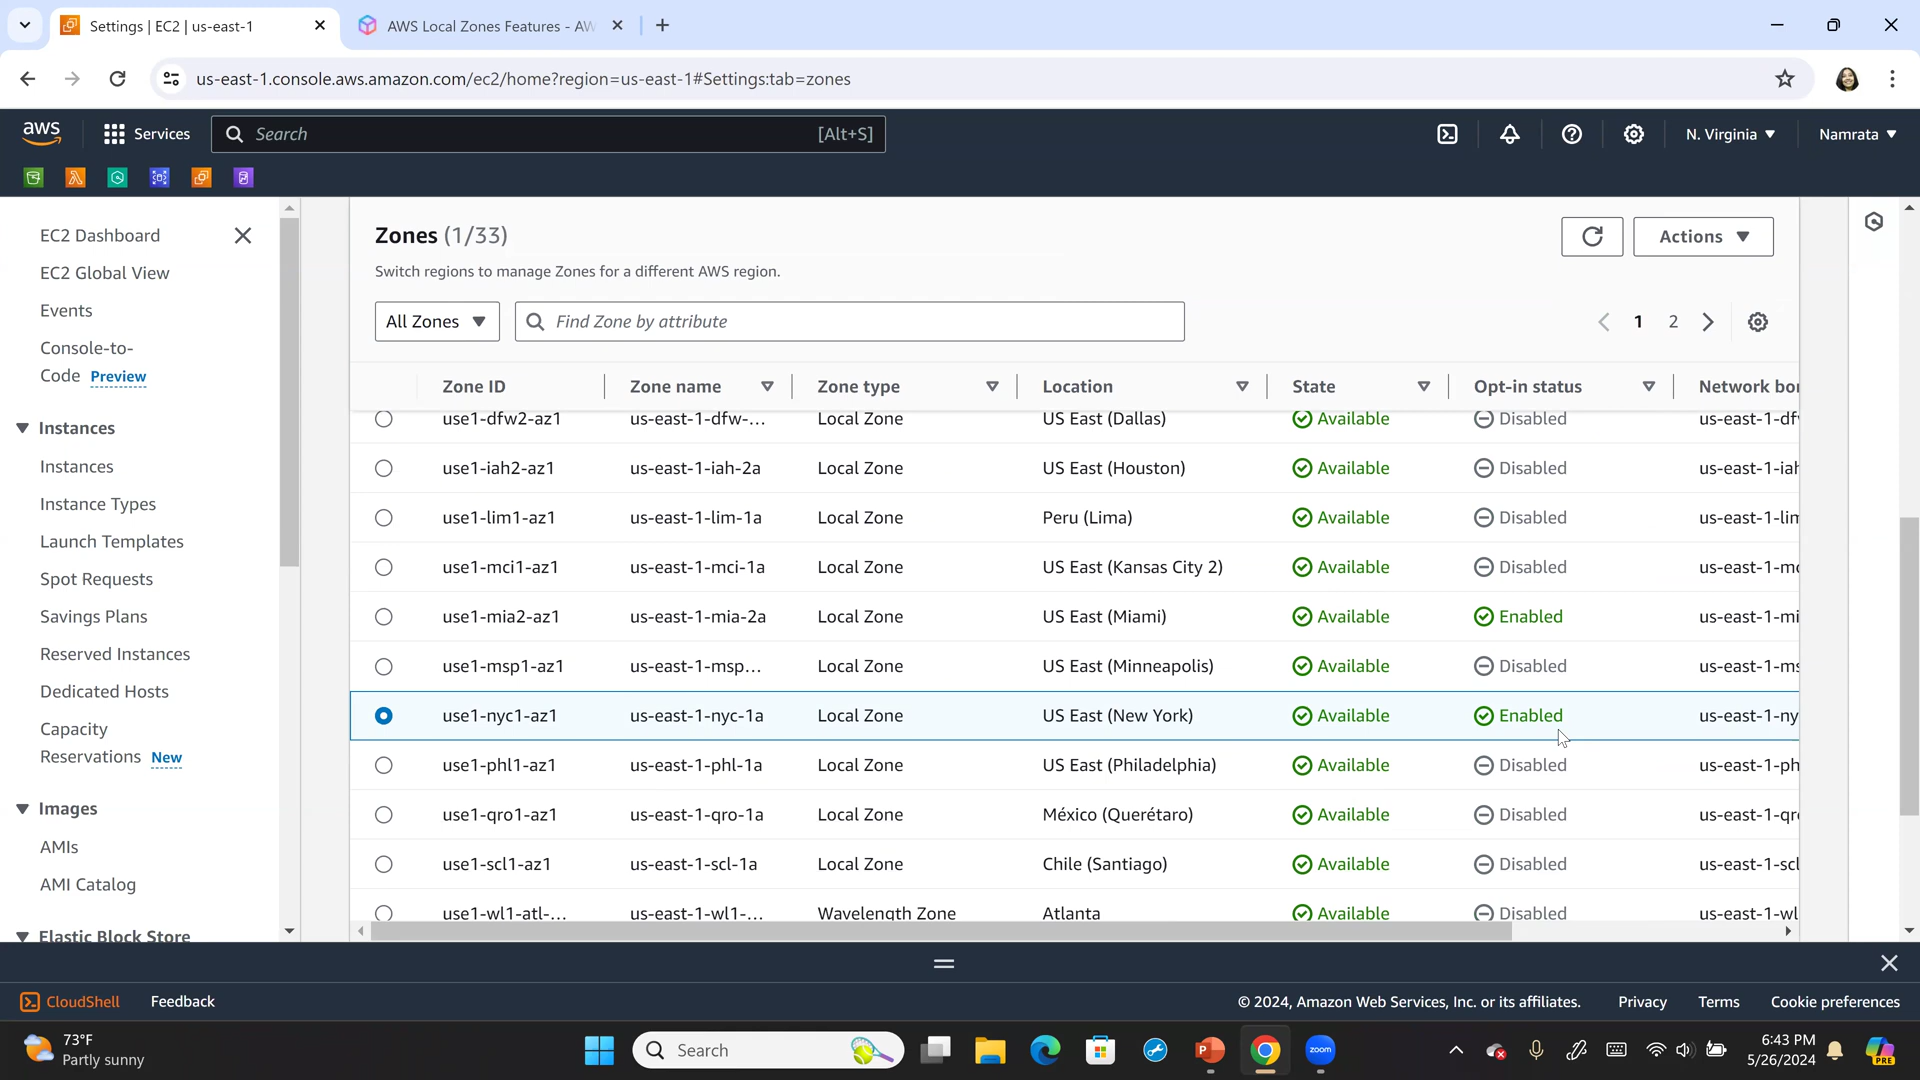 Settings | EC2 | us-east-1
AWS Local Zones Features - AW
us-east-1.console.aws.amazon.com/ec2/home?region=us-east-1#Settings:tab=zones
aws
Services
Search
[Alt+S]
N. Virginia
Namrata
EC2 Dashboard
EC2 Global View
Events
Console-to-
Code Preview
Instances
Instances
Instance Types
Launch Templates
Spot Requests
Savings Plans
Reserved Instances
Dedicated Hosts
Capacity
Reservations New
Images
AMIs
AMI Catalog
Elastic Block Store
Zones (1/33)
Actions
Switch regions to manage Zones for a different AWS region.
All Zones
Find Zone by attribute
1
2
Zone ID Zone name Zone type Location State Opt-in status Network bor
use1-dfw2-az1 us-east-1-dfw-... Local Zone US East (Dallas) Available Disabled us-east-1-dfw
use1-iah2-az1 us-east-1-iah-2a Local Zone US East (Houston) Available Disabled us-east-1-iah
use1-lim1-az1 us-east-1-lim-1a Local Zone Peru (Lima) Available Disabled us-east-1-lim
use1-mci1-az1 us-east-1-mci-1a Local Zone US East (Kansas City 2) Available Disabled us-east-1-mc
use1-mia2-az1 us-east-1-mia-2a Local Zone US East (Miami) Available Enabled us-east-1-mi
use1-msp1-az1 us-east-1-msp... Local Zone US East (Minneapolis) Available Disabled us-east-1-ms
use1-nyc1-az1 us-east-1-nyc-1a Local Zone US East (New York) Available Enabled us-east-1-ny
use1-phl1-az1 us-east-1-phl-1a Local Zone US East (Philadelphia) Available Disabled us-east-1-ph
use1-qro1-az1 us-east-1-qro-1a Local Zone México (Querétaro) Available Disabled us-east-1-qr
use1-scl1-az1 us-east-1-scl-1a Local Zone Chile (Santiago) Available Disabled us-east-1-scl
use1-wl1-atl-... us-east-1-wl1-... Wavelength Zone Atlanta Available Disabled us-east-1-wl
CloudShell
Feedback
© 2024, Amazon Web Services, Inc. or its affiliates.
Privacy
Terms
Cookie preferences
73°F
Partly sunny
Search
zoom
PRE
6:43 PM
5/26/2024